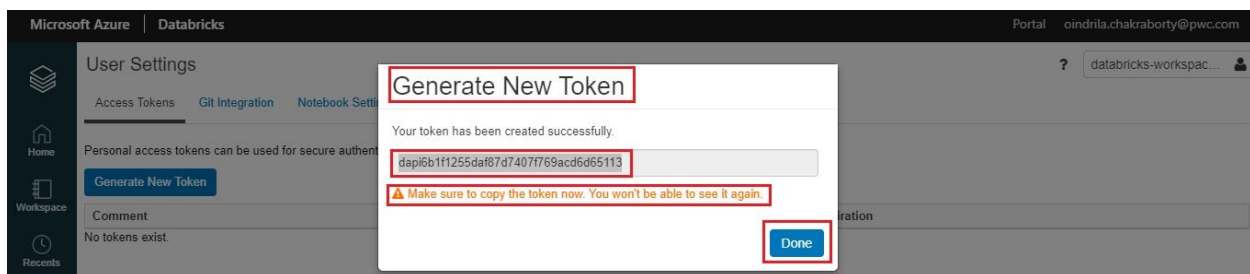 Microsoft Azure | Databricks
Portal oindrila.chakraborty@pwc.com
User Settings
? databricks-workspac...
Access Tokens Git Integration Notebook Setti
Generate New Token
Your token has been created successfully.
Home
Personal access tokens can be used for secure authent
dapi6b1f1255daf87d7407f769acd6d65113
Generate New Token
Make sure to copy the token now. You won't be able to see it again.
Workspace
Comment
ration
No tokens exist.
Done
Recents